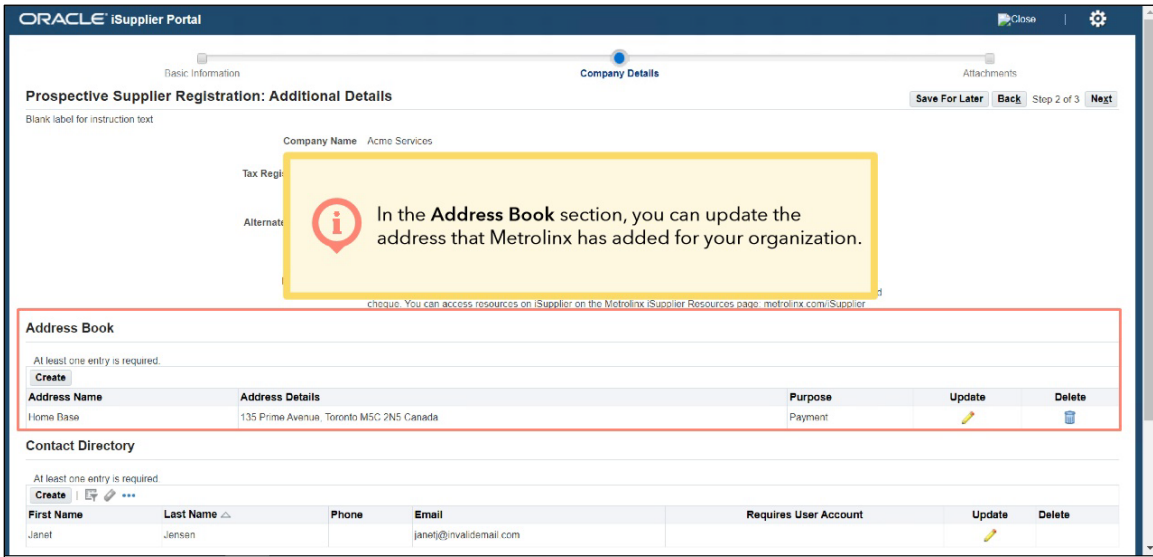 ORACLE iSupplier Portal
Close
Basic Information
Company Details
Attachments
Prospective Supplier Registration: Additional Details
Save For Later Back Step 2 of 3 Next
Blank label for instruction text
Company Name Acme Services
Tax Regis
Alternate
In the Address Book section, you can update the
address that Metrolinx has added for your organization.
d
cheque. You can access resources on iSupplier on the Metrolinx iSupplier Resources page: metrolinx.com/iSupplier
Address Book
At least one entry is required.
Create
Address Name Address Details Purpose Update Delete
Home Base 135 Prime Avenue, Toronto M5C 2N5 Canada Payment
Contact Directory
At least one entry is required.
Create
First Name Last Name Phone Email Requires User Account Update Delete
Janet Jensen janetj@invalidemail.com